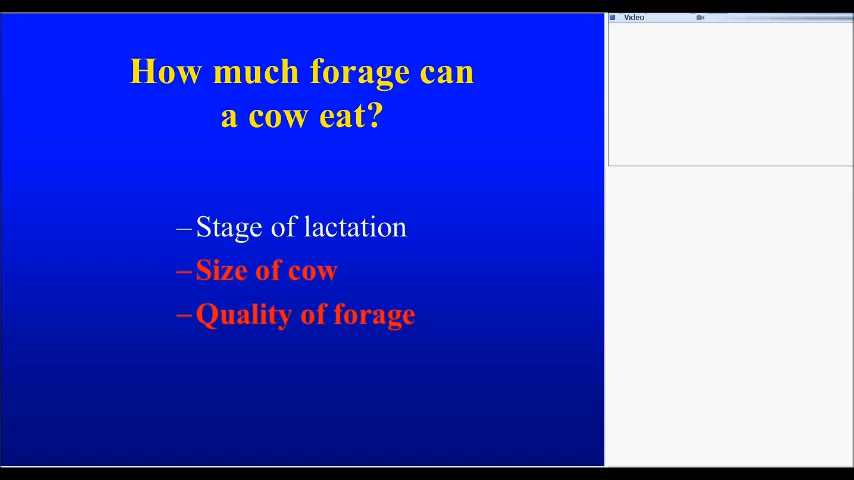 Video
How much forage can
a cow eat?
–Stage of lactation
–Size of cow
–Quality of forage